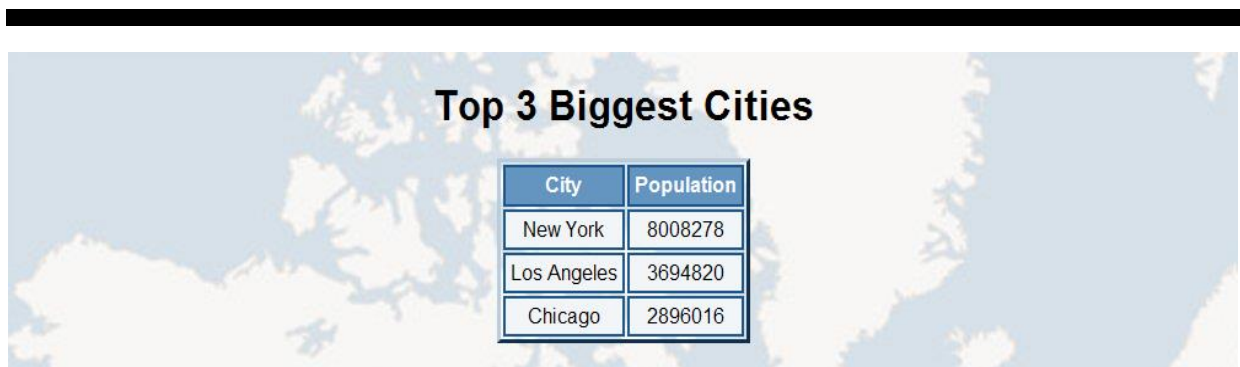 Top 3 Biggest Cities
City Population
New York 8008278
Los Angeles 3694820
Chicago 2896016